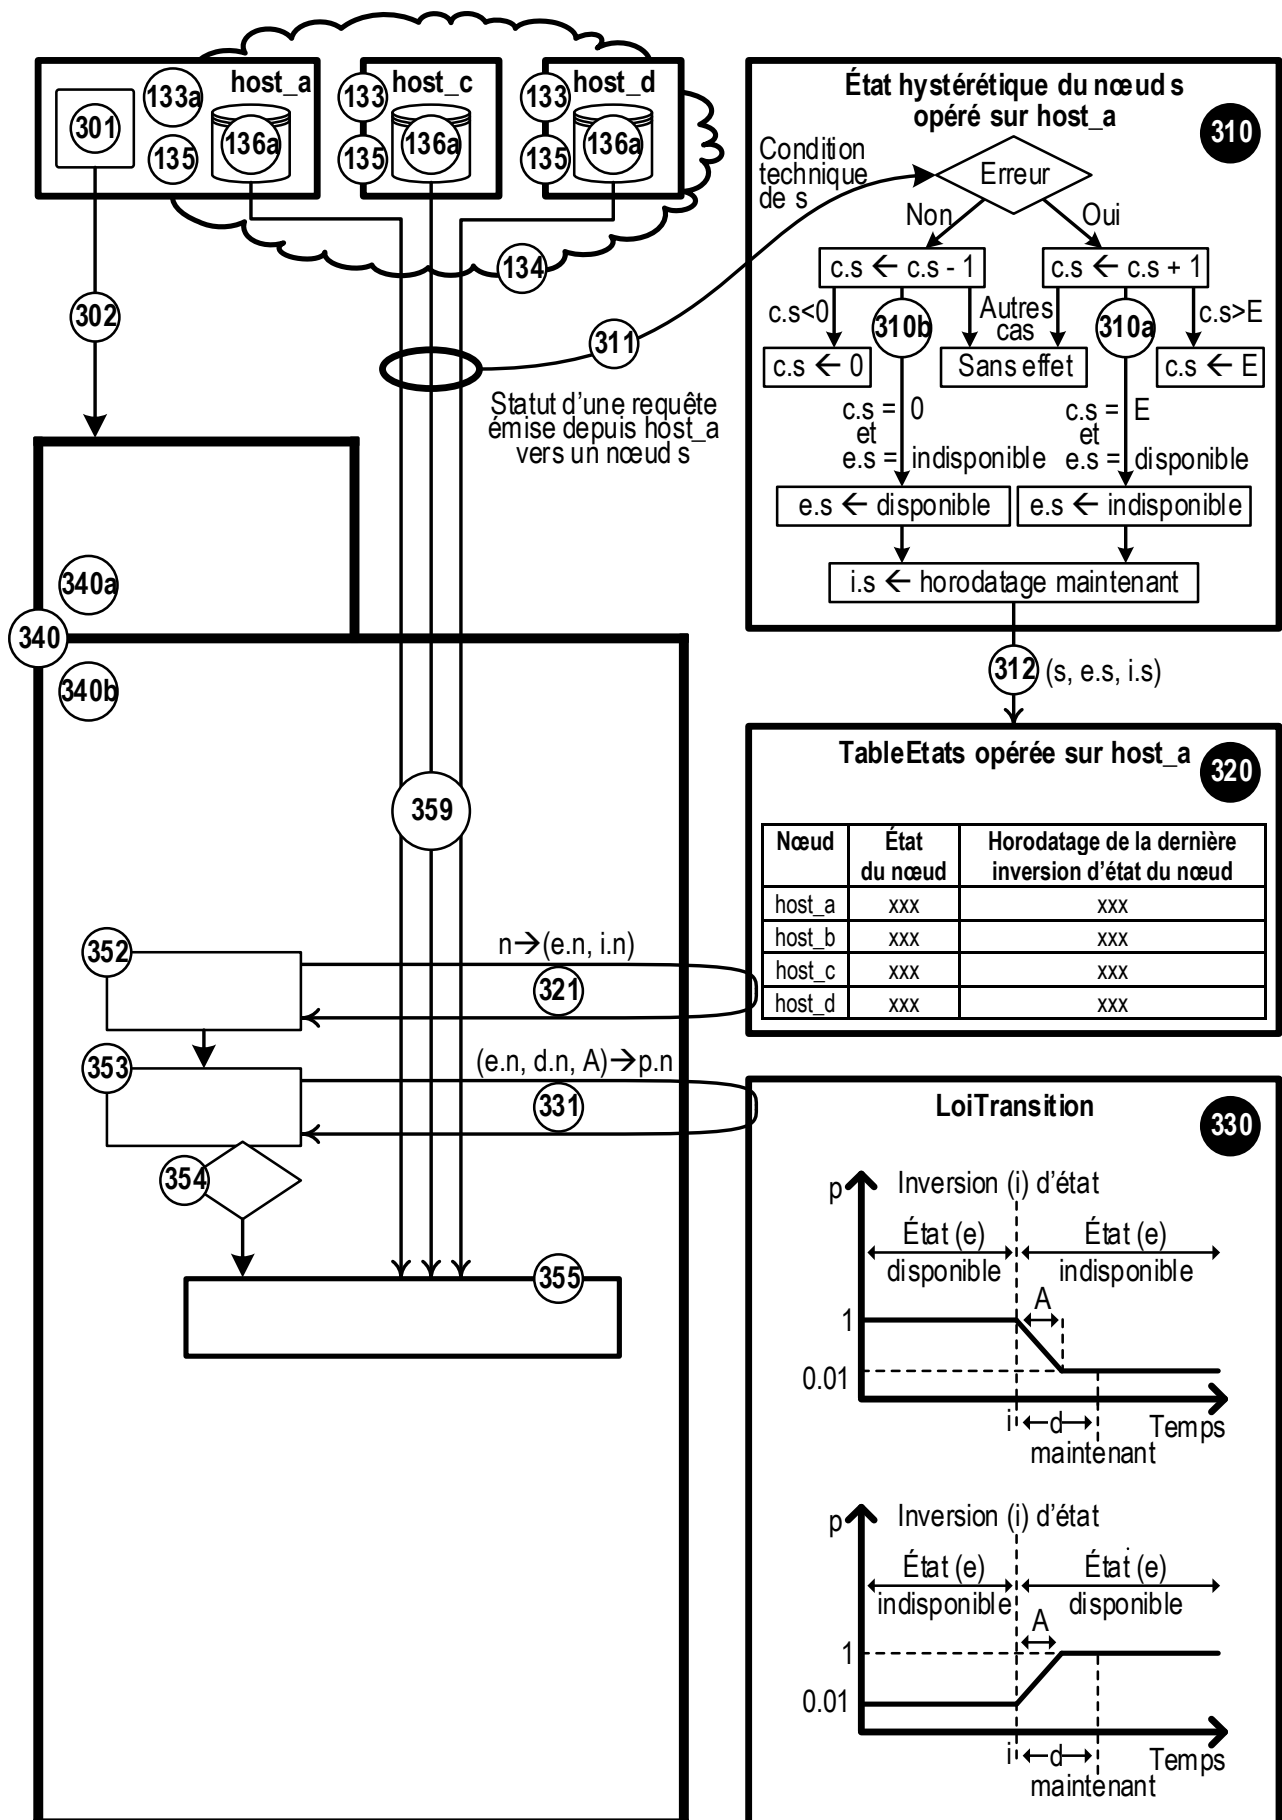 host_a
host_c
host_d
133a
133
133
301
136a
136a
136a
135
135
135
134
302
311
Statut d'une requête
émise depuis host_a
vers un nœud s
Condition
technique
de s
État hystérétique du nœud s
opéré sur host_a
310
Erreur
Non
Oui
c.s ← c.s - 1
c.s ← c.s + 1
c.s<0
310b
Autres
cas
310a
c.s>E
c.s ← 0
Sans effet
c.s ← E
c.s = 0
et
e.s = indisponible
c.s = E
et
e.s = disponible
e.s ← disponible
e.s ← indisponible
i.s ← horodatage maintenant
312 (s, e.s, i.s)
340a
340
340b
359
TableEtats opérée sur host_a
320
Nœud
État
du nœud
Horodatage de la dernière
inversion d'état du nœud
host_a xxx xxx
host_b xxx xxx
host_c xxx xxx
host_d xxx xxx
352
n→(e.n, i.n)
321
353
(e.n, d.n, A)→p.n
331
354
355
LoiTransition
330
p
Inversion (i) d'état
État (e)
disponible
État (e)
indisponible
A
1
0.01
i
d
Temps
maintenant
p
Inversion (i) d'état
État (e)
indisponible
État (e)
disponible
A
1
0.01
i
d
Temps
maintenant